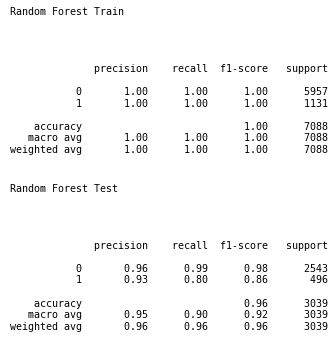 Random Forest Train
precision recall f1-score support
0 1.00 1.00 1.00 5957
1 1.00 1.00 1.00 1131
accuracy 1.00 7088
macro avg 1.00 1.00 1.00 7088
weighted avg 1.00 1.00 1.00 7088
Random Forest Test
precision recall f1-score support
0 0.96 0.99 0.98 2543
1 0.93 0.80 0.86 496
accuracy 0.96 3039
macro avg 0.95 0.90 0.92 3039
weighted avg 0.96 0.96 0.96 3039